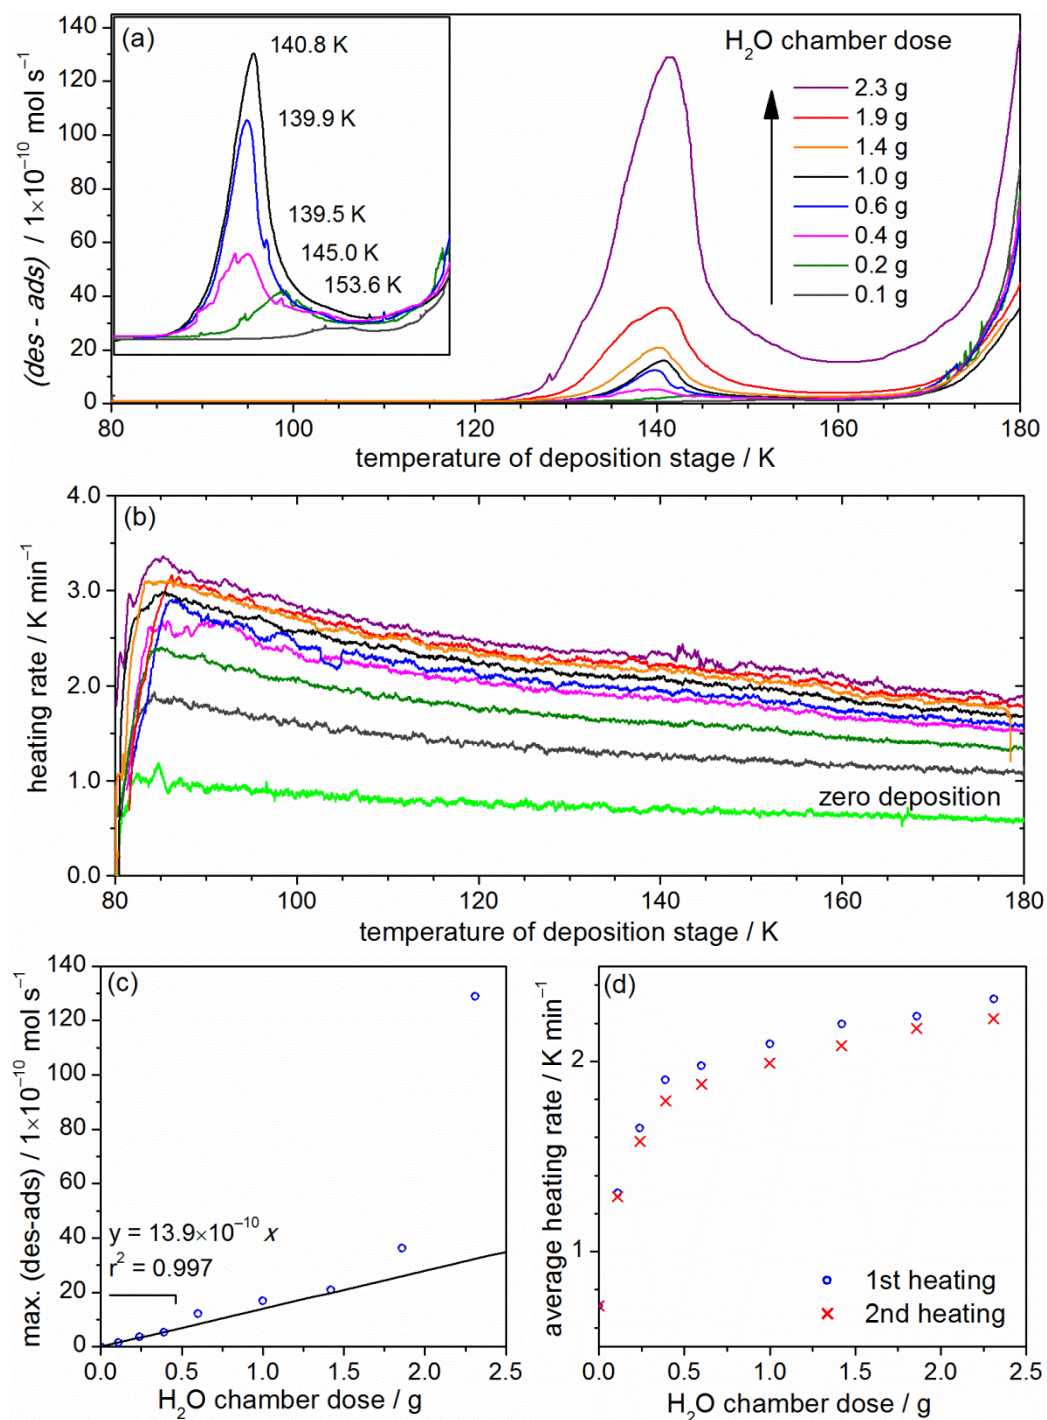 (a)
H₂O chamber dose
140.8 K
139.9 K
139.5 K
145.0 K
153.6 K
2.3 g
1.9 g
1.4 g
1.0 g
0.6 g
0.4 g
0.2 g
0.1 g
(des - ads) / 1×10⁻¹⁰ mol s⁻¹
140
120
100
80
60
40
20
0
80 100 120 140 160 180
temperature of deposition stage / K
(b)
heating rate / K min⁻¹
4.0
3.0
2.0
1.0
0.0
zero deposition
80 100 120 140 160 180
temperature of deposition stage / K
(c)
max. (des-ads) / 1×10⁻¹⁰ mol s⁻¹
140
120
100
80
60
40
20
0
y = 13.9×10⁻¹⁰ x
r² = 0.997
0.0 0.5 1.0 1.5 2.0 2.5
H₂O chamber dose / g
(d)
average heating rate / K min⁻¹
2
1
1st heating
2nd heating
0.0 0.5 1.0 1.5 2.0 2.5
H₂O chamber dose / g